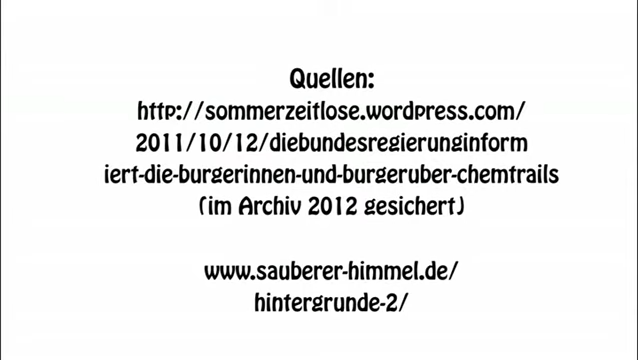 Quellen:
http://sommerzeitlose.wordpress.com/
2011/10/12/diebundesregierunginform
iert-die-burgerinnen-und-burgeruber-chemtrails
(im Archiv 2012 gesichert)
www.sauberer-himmel.de/
hintergrunde-2/